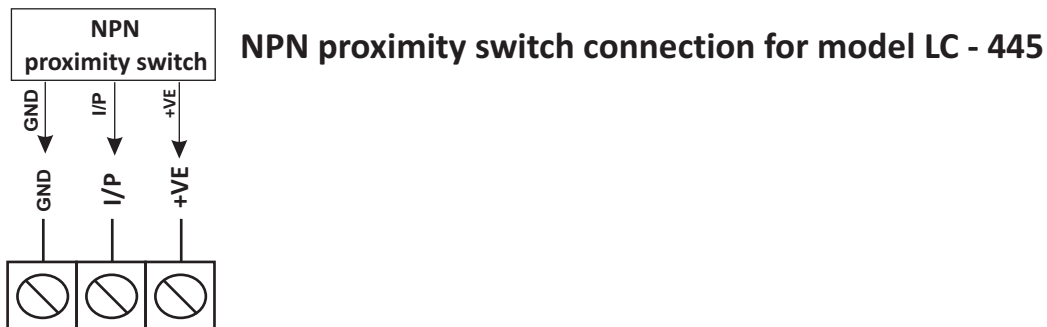 NPN
proximity switch
NPN proximity switch connection for model LC - 445
GND I/P +VE
GND I/P +VE